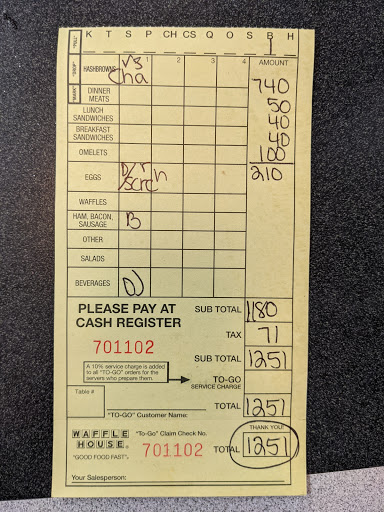 "PULL" K T S P CH CS Q O S B H
"DROP" HASHBROWNS 1 2 3 4 AMOUNT
Cha
"MARK" DINNER MEATS 740
LUNCH SANDWICHES 50
40
BREAKFAST SANDWICHES 40
OMELETS 100
EGGS 210
WAFFLES
HAM, BACON, SAUSAGE B
OTHER
SALADS
BEVERAGES
PLEASE PAY AT CASH REGISTER
SUB TOTAL 1180
TAX 71
701102
SUB TOTAL 1251
A 10% service charge is added to all "TO-GO" orders for the servers who prepare them.
TO-GO SERVICE CHARGE
Table #
TOTAL 1251
"TO-GO" Customer Name:
THANK YOU!
WAFFLE HOUSE® "To-Go" Claim Check No.
"GOOD FOOD FAST"® 701102 TOTAL 1251
Your Salesperson: